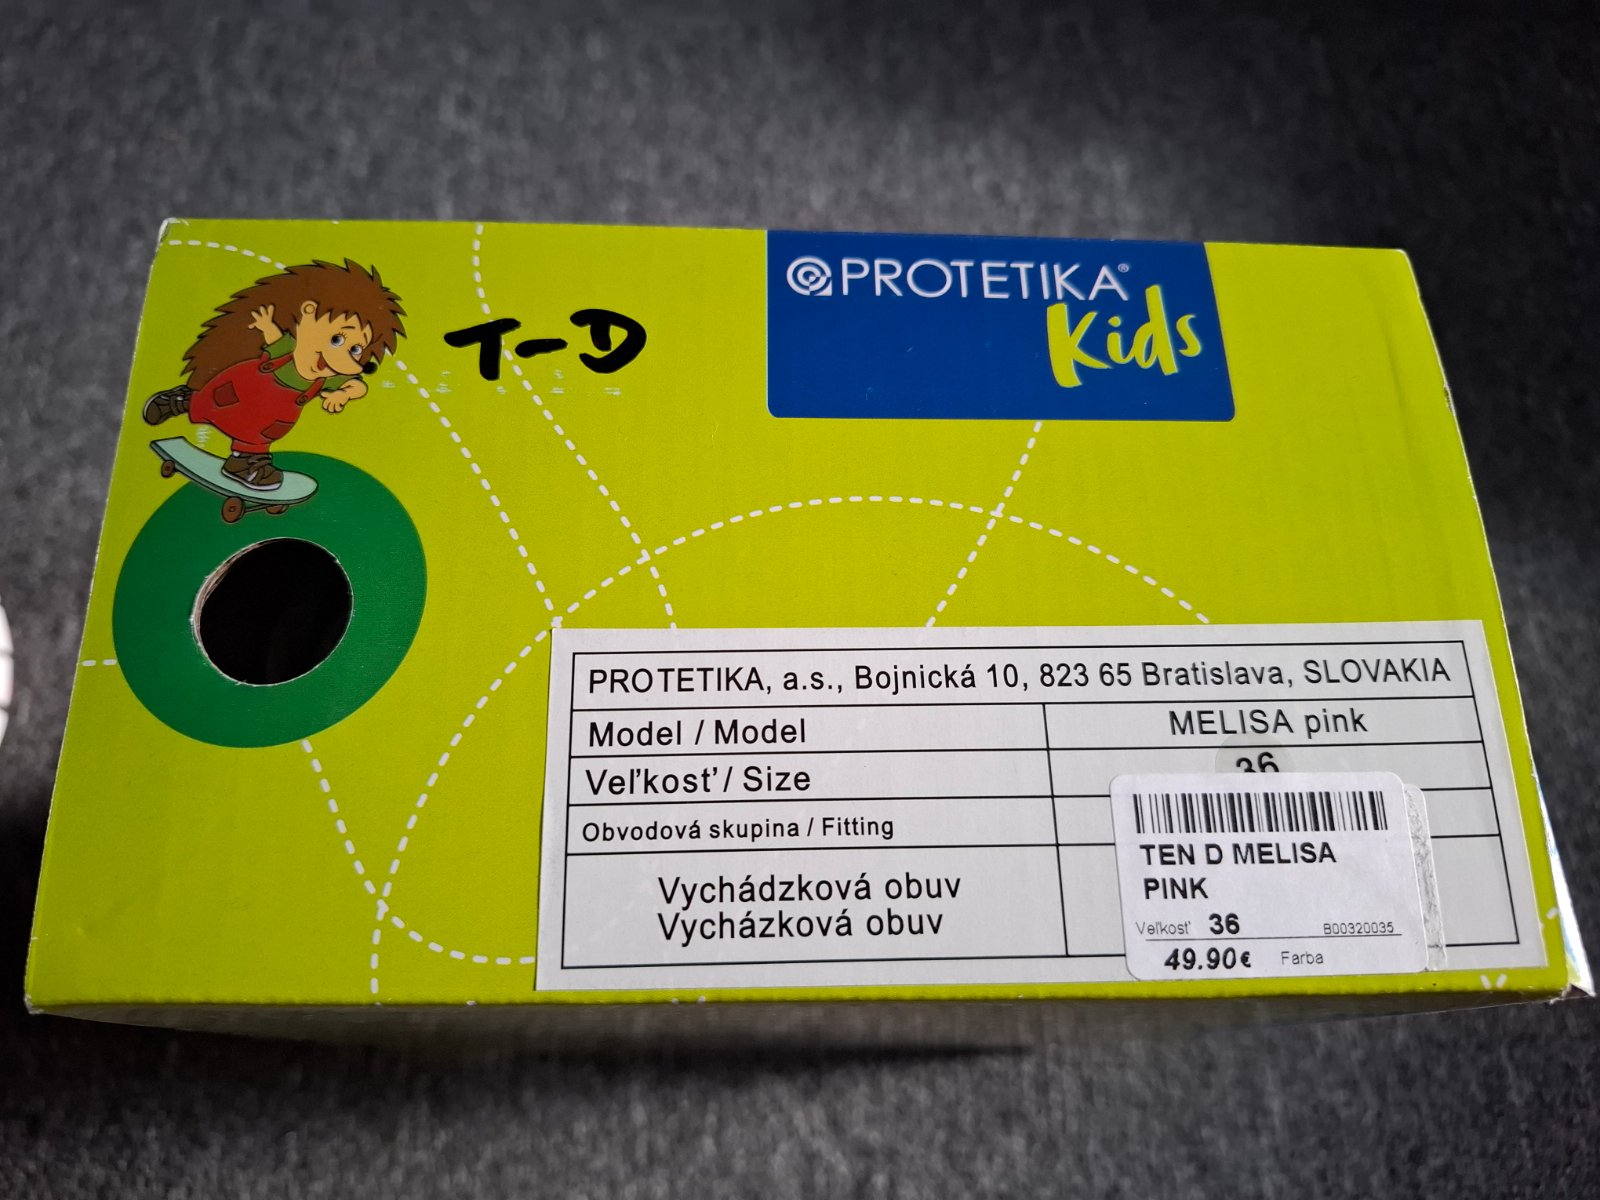 T-D
PROTETIKA®
Kids
PROTETIKA, a.s., Bojnická 10, 823 65 Bratislava, SLOVAKIA
Model / Model
MELISA pink
Veľkosť / Size
36
Obvodová skupina / Fitting
Vychádzková obuv
Vycházková obuv
TEN D MELISA
PINK
Veľkosť 36 B00320035
49.90€ Farba